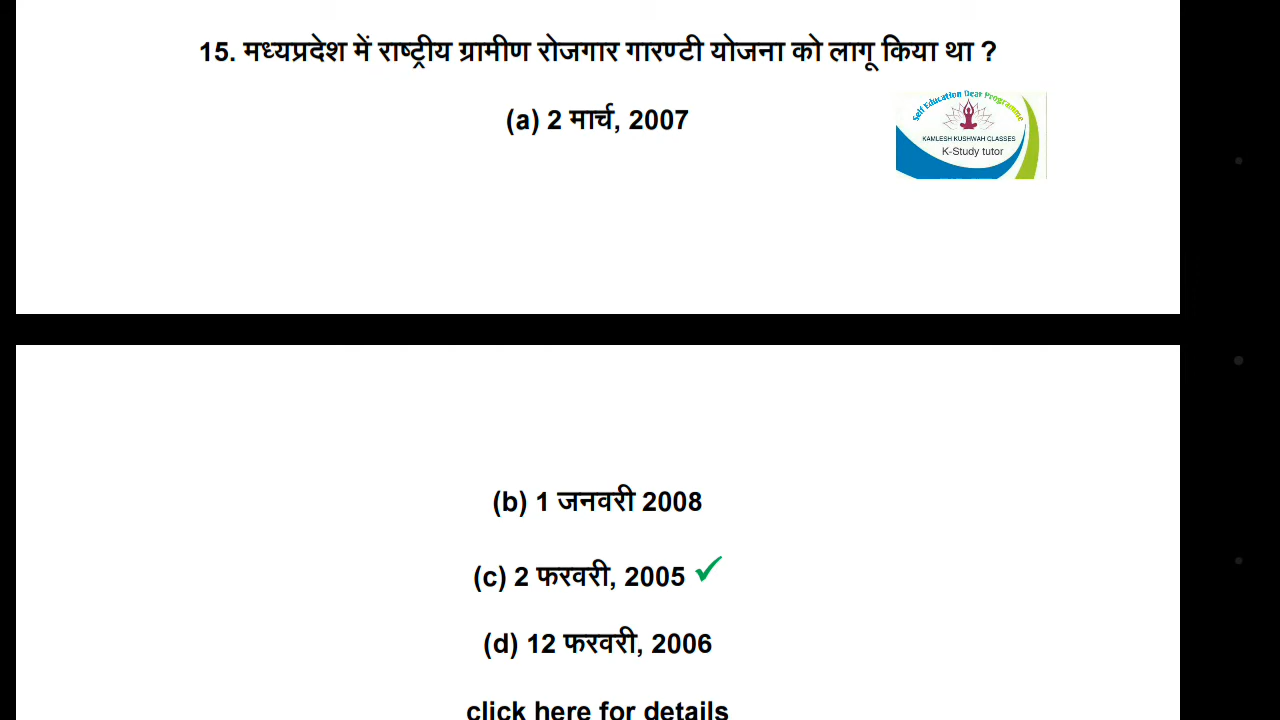 15. मध्यप्रदेश में राष्ट्रीय ग्रामीण रोजगार गारण्टी योजना को लागू किया था ?
(a) 2 मार्च, 2007
Self Education Dear Programme
KAMLESH KUSHWAH CLASSES
K-Study tutor
(b) 1 जनवरी 2008
(c) 2 फरवरी, 2005
(d) 12 फरवरी, 2006
click here for details